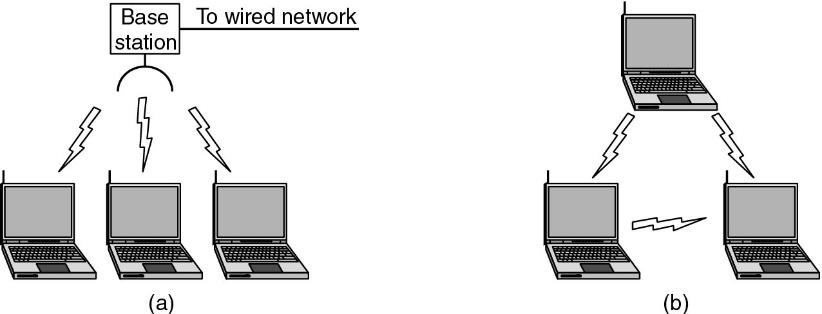 Base
station
To wired network
(a)
(b)